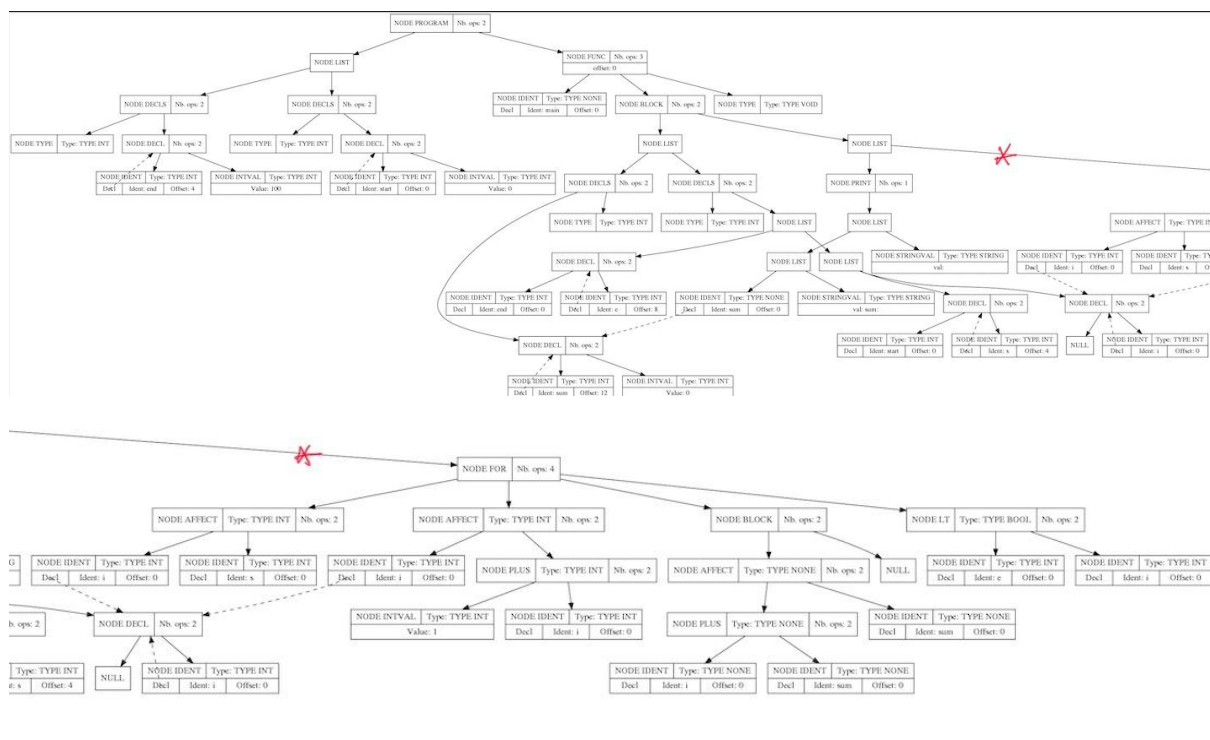 NODE PROGRAM Nb. ops: 2
NODE LIST
NODE FUNC Nb. ops: 3
offset: 0
NODE DECLS Nb. ops: 2
NODE DECLS Nb. ops: 2
NODE IDENT Type: TYPE NONE
Decl Ident: main Offset: 0
NODE BLOCK Nb. ops: 2
NODE TYPE Type: TYPE VOID
NODE TYPE Type: TYPE INT
NODE DECL Nb. ops: 2
NODE TYPE Type: TYPE INT
NODE DECL Nb. ops: 2
NODE LIST
NODE LIST
NODE IDENT Type: TYPE INT
Decl Ident: end Offset: 4
NODE INTVAL Type: TYPE INT
Value: 100
NODE IDENT Type: TYPE INT
Decl Ident: start Offset: 0
NODE INTVAL Type: TYPE INT
Value: 0
NODE DECLS Nb. ops: 2
NODE DECLS Nb. ops: 2
NODE PRINT Nb. ops: 1
NODE TYPE Type: TYPE INT
NODE TYPE Type: TYPE INT
NODE LIST
NODE LIST
NODE AFFECT Type: TYPE
NODE DECL Nb. ops: 2
NODE LIST
NODE LIST
NODE STRINGVAL Type: TYPE STRING
val:
NODE IDENT Type: TYPE INT
Decl Ident: i Offset: 0
NODE IDENT Type:
Decl Ident: s
NODE IDENT Type: TYPE INT
Decl Ident: end Offset: 0
NODE IDENT Type: TYPE INT
Decl Ident: e Offset: 8
NODE IDENT Type: TYPE NONE
Decl Ident: sum Offset: 0
NODE STRINGVAL Type: TYPE STRING
val: sum:
NODE DECL Nb. ops: 2
NODE DECL Nb. ops: 2
NODE DECL Nb. ops: 2
NODE IDENT Type: TYPE INT
Decl Ident: start Offset: 0
NODE IDENT Type: TYPE INT
Decl Ident: s Offset: 4
NULL
NODE IDENT Type: TYPE INT
Decl Ident: i Offset: 0
NODE IDENT Type: TYPE INT
Decl Ident: sum Offset: 12
NODE INTVAL Type: TYPE INT
Value: 0
NODE FOR Nb. ops: 4
NODE AFFECT Type: TYPE INT Nb. ops: 2
NODE AFFECT Type: TYPE INT Nb. ops: 2
NODE BLOCK Nb. ops: 2
NODE LT Type: TYPE BOOL Nb. ops: 2
NODE IDENT Type: TYPE INT
Decl Ident: i Offset: 0
NODE IDENT Type: TYPE INT
Decl Ident: s Offset: 0
NODE IDENT Type: TYPE INT
Decl Ident: i Offset: 0
NODE PLUS Type: TYPE INT Nb. ops: 2
NODE AFFECT Type: TYPE NONE Nb. ops: 2
NULL
NODE IDENT Type: TYPE INT
Decl Ident: e Offset: 0
NODE IDENT Type: TYPE INT
Decl Ident: i Offset: 0
ops: 2
NODE DECL Nb. ops: 2
NODE INTVAL Type: TYPE INT
Value: 1
NODE IDENT Type: TYPE INT
Decl Ident: i Offset: 0
NODE PLUS Type: TYPE NONE Nb. ops: 2
NODE IDENT Type: TYPE NONE
Decl Ident: sum Offset: 0
Type: TYPE INT
s Offset: 4
NULL
NODE IDENT Type: TYPE INT
Decl Ident: i Offset: 0
NODE IDENT Type: TYPE NONE
Decl Ident: i Offset: 0
NODE IDENT Type: TYPE NONE
Decl Ident: sum Offset: 0